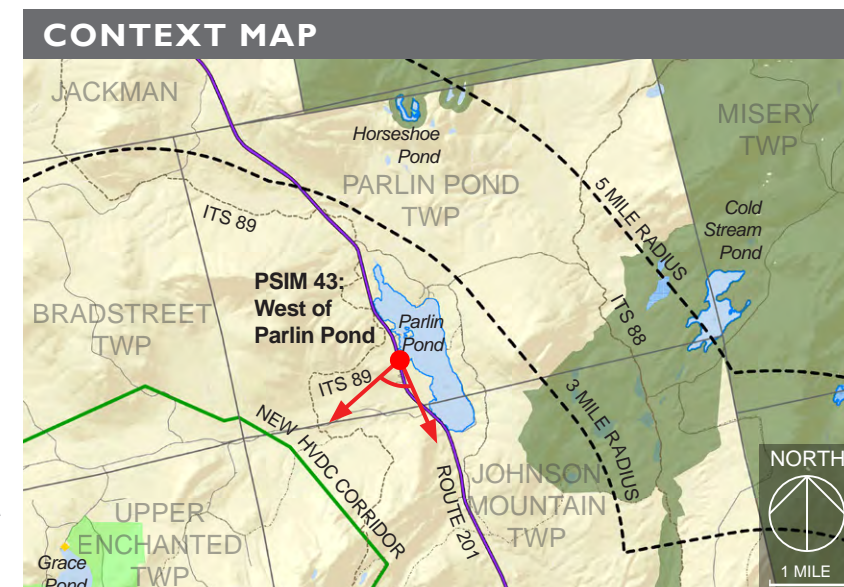 CONTEXT MAP
JACKMAN
Horseshoe
Pond
MISERY
TWP
PARLIN POND
TWP
ITS 89
5 MILE RADIUS
Cold
Stream
Pond
PSIM 43:
West of
Parlin Pond
BRADSTREET
TWP
Parlin
Pond
ITS 88
ITS 89
3 MILE RADIUS
NEW HVDC CORRIDOR
ROUTE 201
JOHNSON
MOUNTAIN
TWP
NORTH
1 MILE
UPPER
ENCHANTED
TWP
Grace
Pond